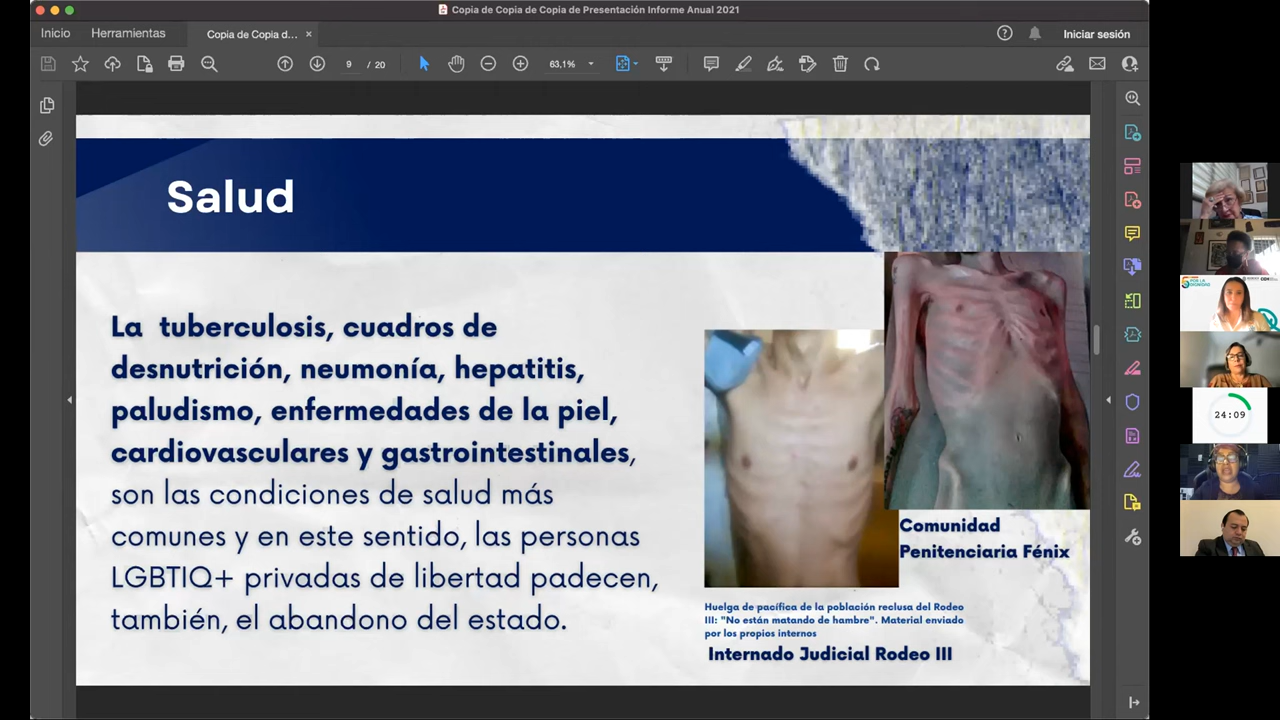 Copia de Copia de Copia de Presentación Informe Anual 2021
Inicio
Herramientas
Copia de Copia d...
×
Iniciar sesión
9 / 20
63,1%
Salud
La tuberculosis, cuadros de
desnutrición, neumonía, hepatitis,
paludismo, enfermedades de la piel,
cardiovasculares y gastrointestinales,
son las condiciones de salud más
comunes y en este sentido, las personas
LGBTIQ+ privadas de libertad padecen,
también, el abandono del estado.
Comunidad
Penitenciaria Fénix
Huelga de pacífica de la población reclusa del Rodeo
III: "No están matando de hambre". Material enviado
por los propios internos
Internado Judicial Rodeo III
24:09